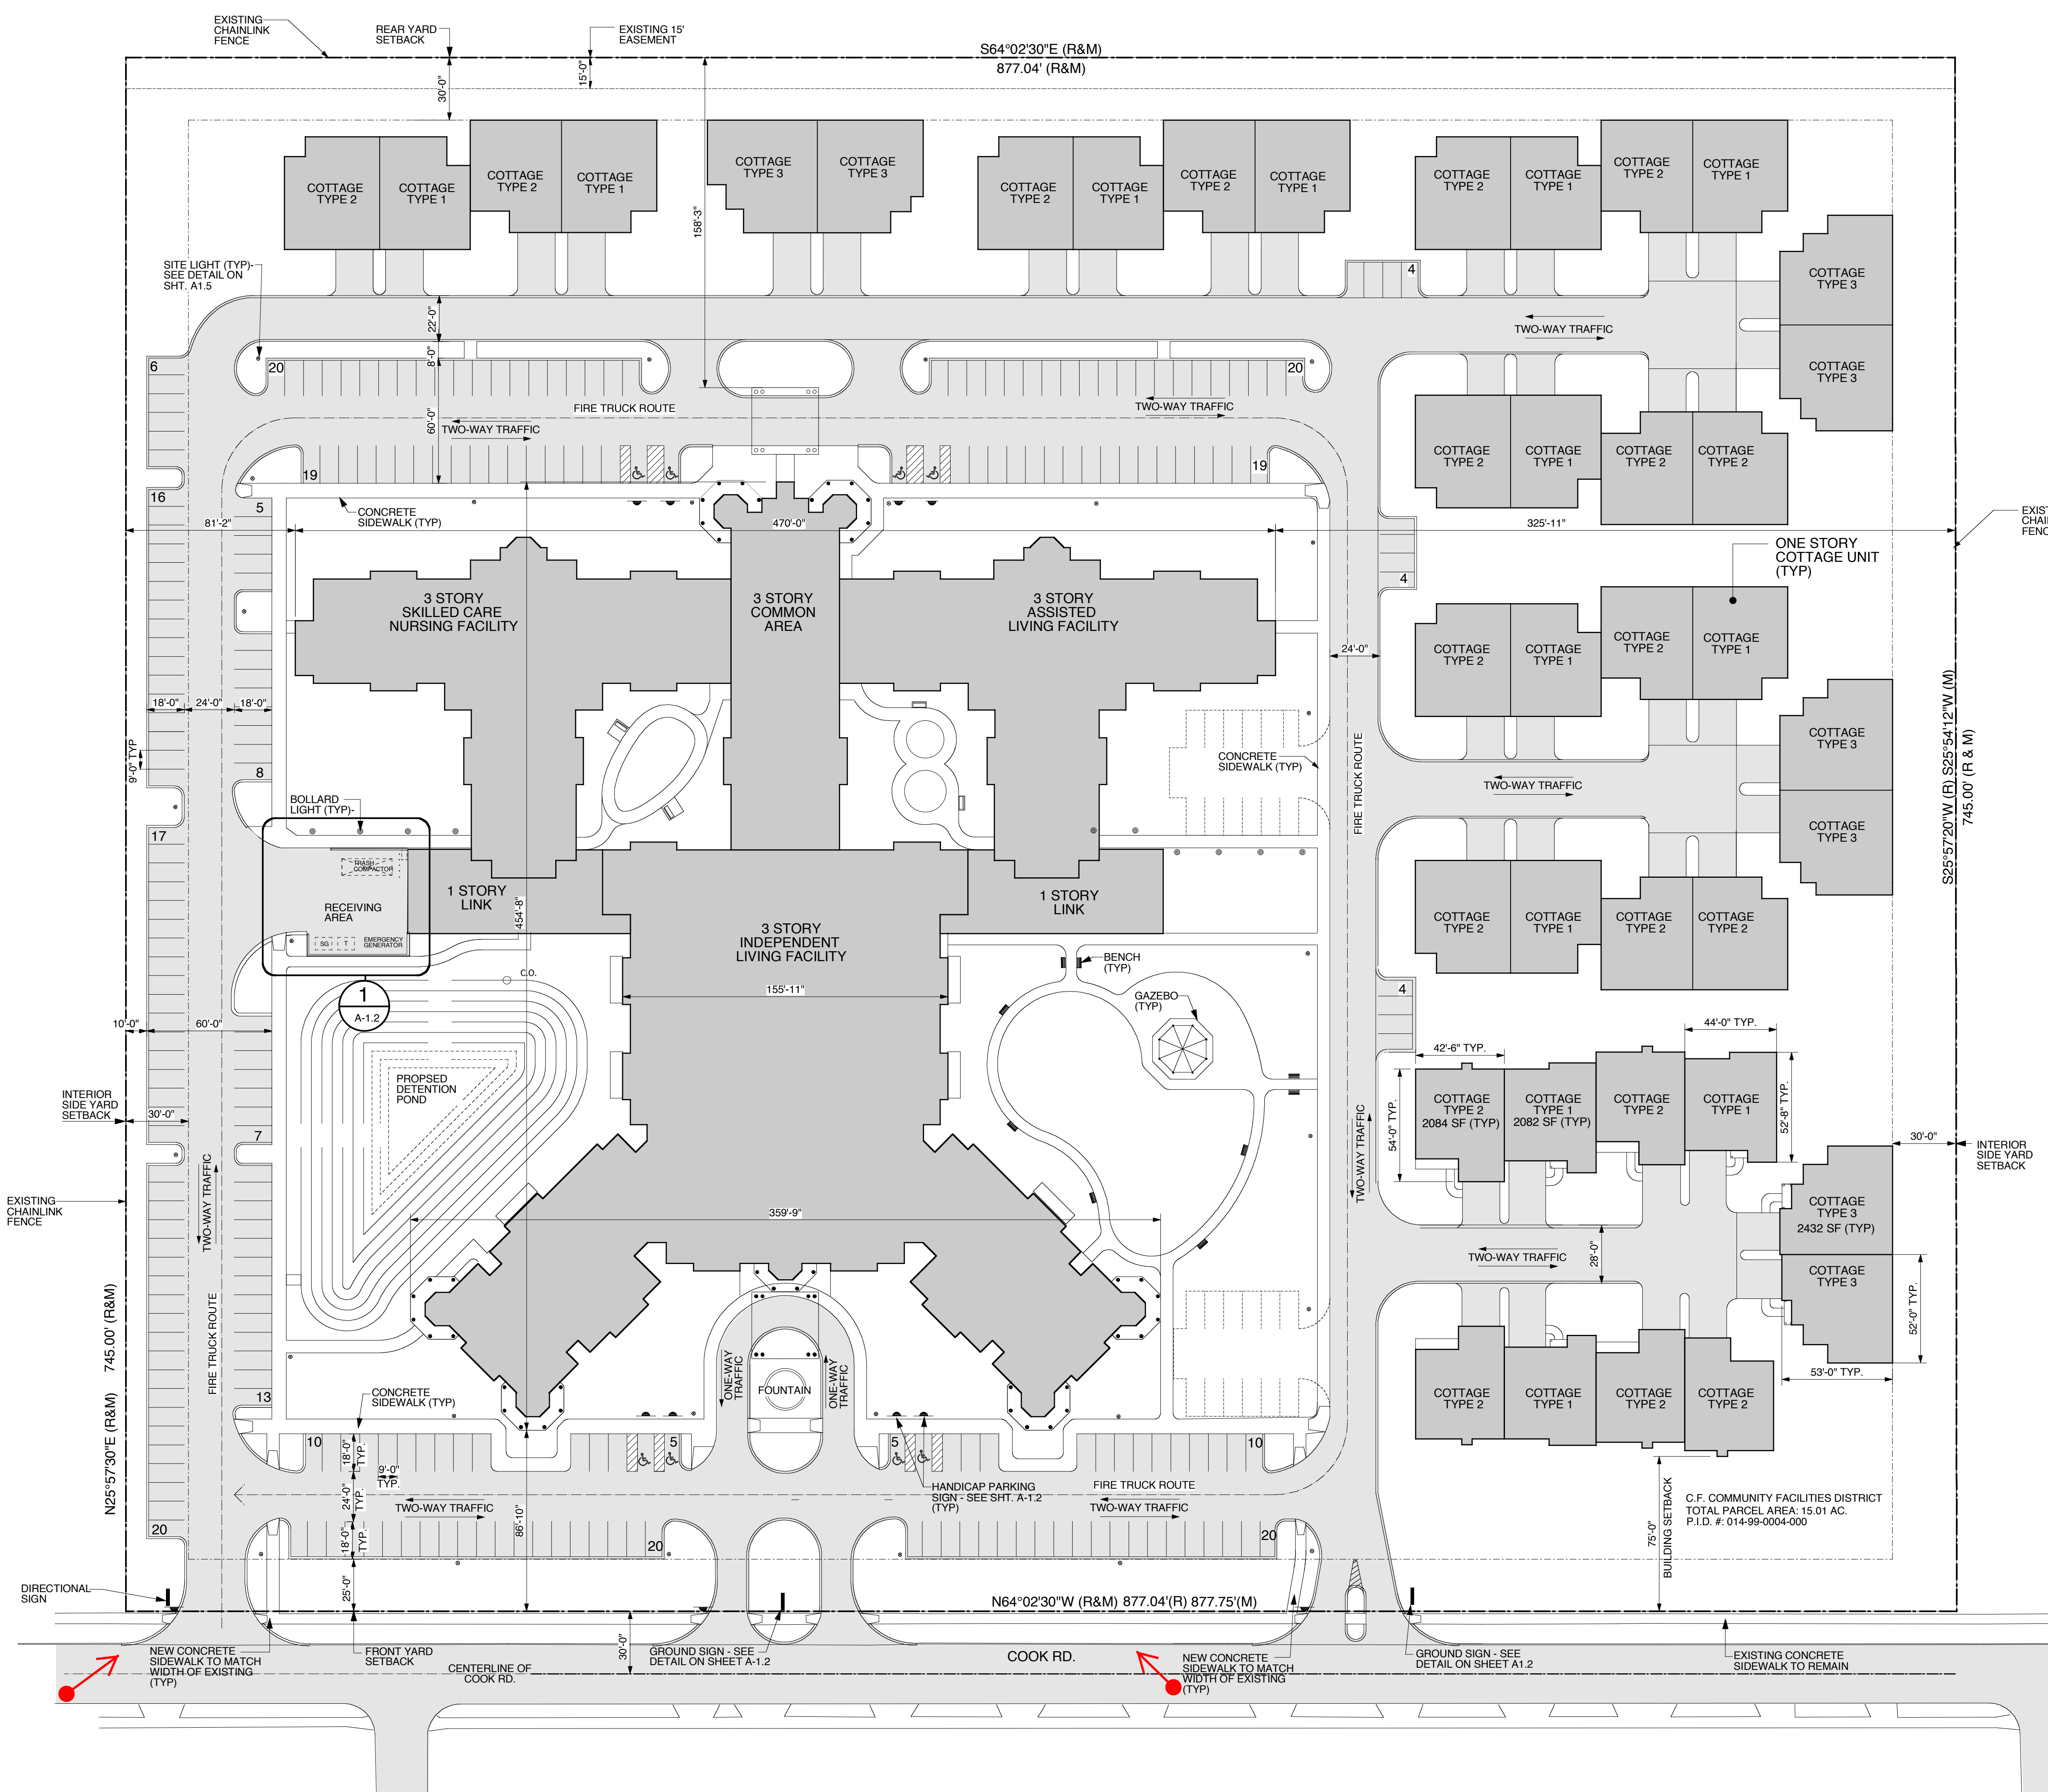 EXISTING
CHAINLINK
FENCE
REAR YARD
SETBACK
EXISTING 15'
EASEMENT
S64°02'30"E (R&M)
877.04' (R&M)
30'-0"
15'-0"
COTTAGE
TYPE 2
COTTAGE
TYPE 1
COTTAGE
TYPE 2
COTTAGE
TYPE 1
COTTAGE
TYPE 3
COTTAGE
TYPE 3
COTTAGE
TYPE 2
COTTAGE
TYPE 1
COTTAGE
TYPE 2
COTTAGE
TYPE 1
COTTAGE
TYPE 2
COTTAGE
TYPE 1
COTTAGE
TYPE 2
COTTAGE
TYPE 1
158'-3"
SITE LIGHT (TYP)-
SEE DETAIL ON
SHT. A1.5
4
COTTAGE
TYPE 3
COTTAGE
TYPE 3
22'-0"
8'-0"
60'-0"
TWO-WAY TRAFFIC
6
20
20
FIRE TRUCK ROUTE
TWO-WAY TRAFFIC
TWO-WAY TRAFFIC
COTTAGE
TYPE 2
COTTAGE
TYPE 1
COTTAGE
TYPE 2
COTTAGE
TYPE 2
19
19
16
5
CONCRETE
SIDEWALK (TYP)
81'-2"
470'-0"
325'-11"
EXIST
CHAIN
FENC
ONE STORY
COTTAGE UNIT
(TYP)
4
3 STORY
SKILLED CARE
NURSING FACILITY
3 STORY
COMMON
AREA
3 STORY
ASSISTED
LIVING FACILITY
COTTAGE
TYPE 2
COTTAGE
TYPE 1
COTTAGE
TYPE 2
COTTAGE
TYPE 1
24'-0"
18'-0"
24'-0"
18'-0"
9'-0" TYP
8
CONCRETE
SIDEWALK (TYP)
FIRE TRUCK ROUTE
TWO-WAY TRAFFIC
COTTAGE
TYPE 3
COTTAGE
TYPE 3
S25°57'20"W (R) S25°54'12"W (M)
745.00' (R & M)
BOLLARD
LIGHT (TYP)-
17
TRASH
COMPACTOR
RECEIVING
AREA
SG
T
EMERGENCY
GENERATOR
1 STORY
LINK
454'-8"
3 STORY
INDEPENDENT
LIVING FACILITY
1 STORY
LINK
COTTAGE
TYPE 2
COTTAGE
TYPE 1
COTTAGE
TYPE 2
COTTAGE
TYPE 2
C.O.
BENCH
(TYP)
GAZEBO
(TYP)
155'-11"
4
1
A-1.2
10'-0"
60'-0"
PROPSED
DETENTION
POND
42'-6" TYP.
44'-0" TYP.
INTERIOR
SIDE YARD
SETBACK
30'-0"
7
54'-0" TYP.
COTTAGE
TYPE 2
2084 SF (TYP)
COTTAGE
TYPE 1
2082 SF (TYP)
COTTAGE
TYPE 2
COTTAGE
TYPE 1
52'-8" TYP.
30'-0"
INTERIOR
SIDE YARD
SETBACK
TWO-WAY TRAFFIC
TWO-WAY TRAFFIC
EXISTING
CHAINLINK
FENCE
359'-9"
COTTAGE
TYPE 3
2432 SF (TYP)
COTTAGE
TYPE 3
TWO-WAY TRAFFIC
28'-0"
52'-0" TYP.
53'-0" TYP.
N25°57'30"E (R&M) 745.00' (R&M)
FIRE TRUCK ROUTE
ONE-WAY
TRAFFIC
FOUNTAIN
ONE-WAY
TRAFFIC
13
CONCRETE
SIDEWALK (TYP)
COTTAGE
TYPE 2
COTTAGE
TYPE 1
COTTAGE
TYPE 2
COTTAGE
TYPE 2
10
5
5
10
18'-0"
TYP.
9'-0"
TYP.
24'-0"
TYP.
18'-0"
TYP.
HANDICAP PARKING
SIGN - SEE SHT. A-1.2
(TYP)
FIRE TRUCK ROUTE
TWO-WAY TRAFFIC
TWO-WAY TRAFFIC
86'-10"
20
20
20
75'-0"
BUILDING SETBACK
C.F. COMMUNITY FACILITIES DISTRICT
TOTAL PARCEL AREA: 15.01 AC.
P.I.D. #: 014-99-0004-000
25'-0"
DIRECTIONAL
SIGN
N64°02'30"W (R&M) 877.04'(R) 877.75'(M)
NEW CONCRETE
SIDEWALK TO MATCH
WIDTH OF EXISTING
(TYP)
FRONT YARD
SETBACK
CENTERLINE OF
COOK RD.
30'-0"
GROUND SIGN - SEE
DETAIL ON SHEET A-1.2
COOK RD.
NEW CONCRETE
SIDEWALK TO MATCH
WIDTH OF EXISTING
(TYP)
GROUND SIGN - SEE
DETAIL ON SHEET A1.2
EXISTING CONCRETE
SIDEWALK TO REMAIN